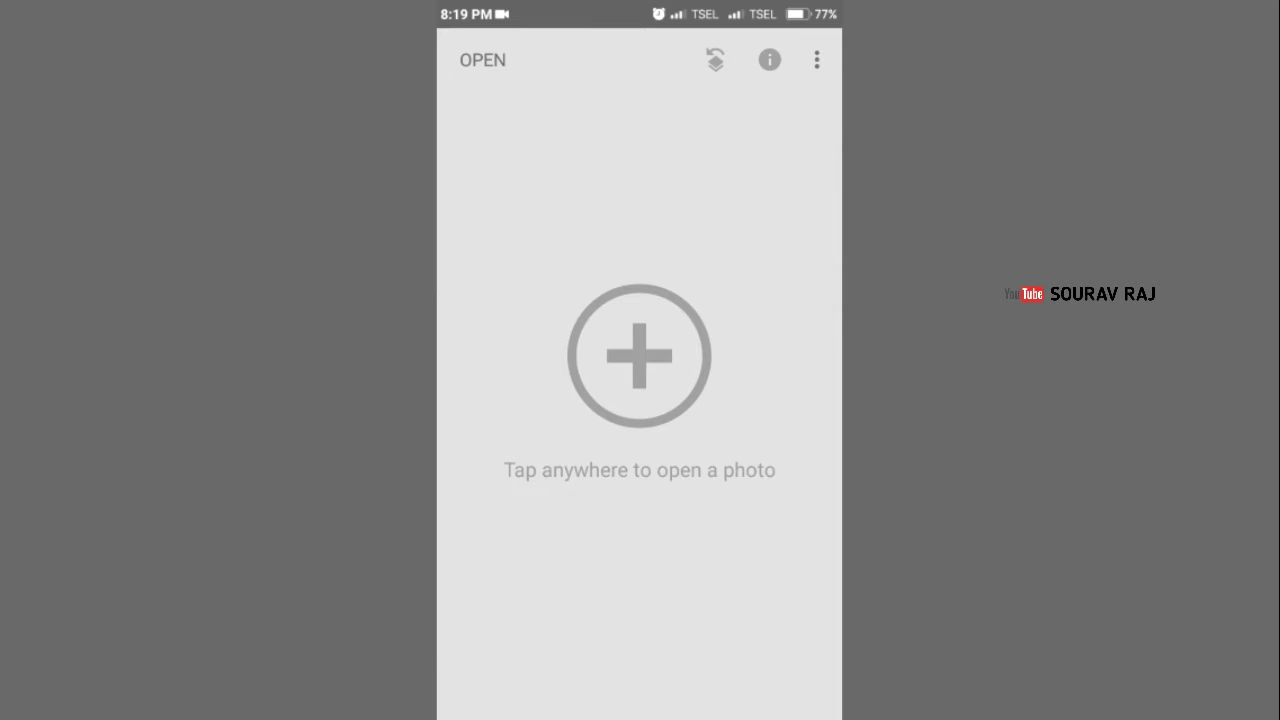 8:19 PM TSEL TSEL 77%
OPEN
Tap anywhere to open a photo
YouTube SOURAV RAJ